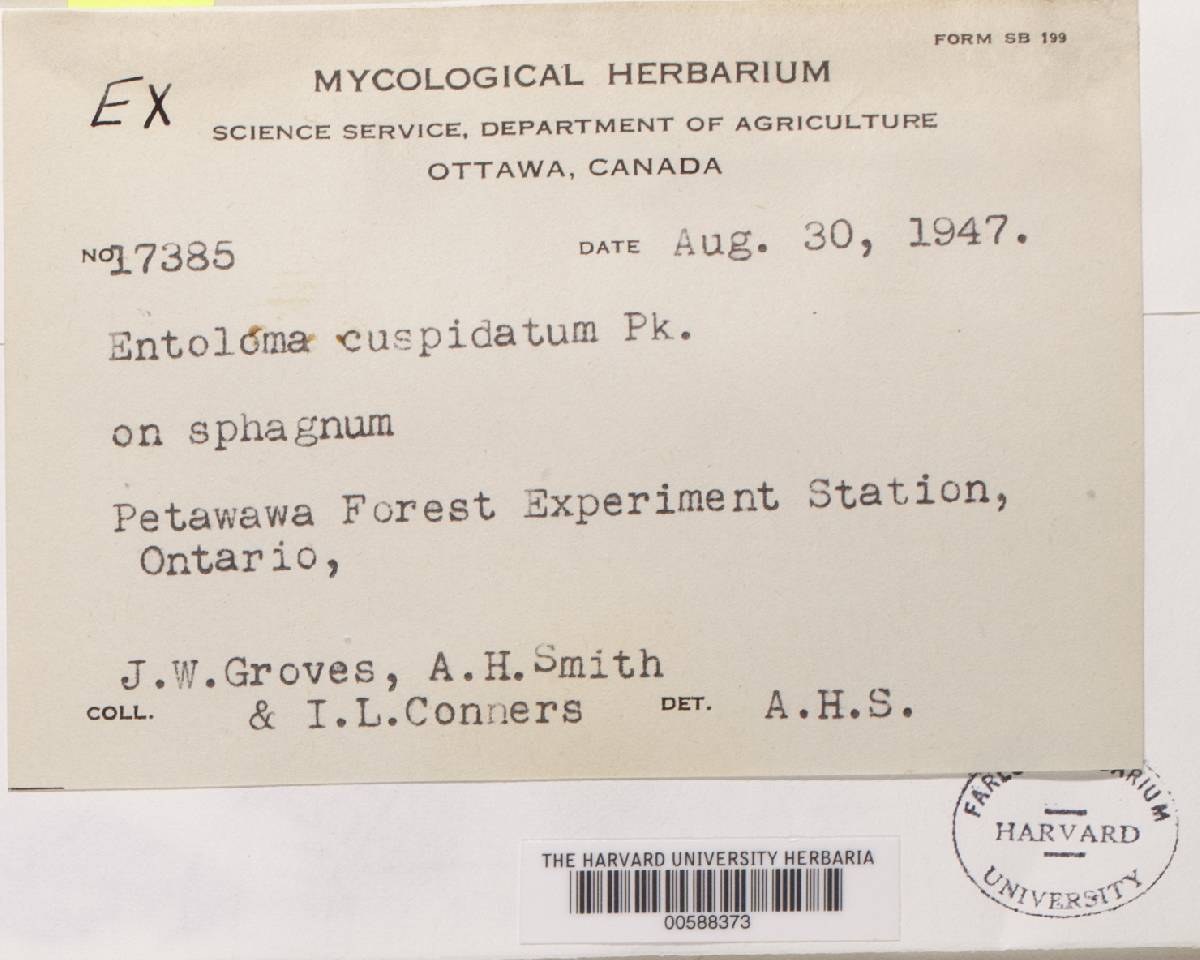 FORM SB 199
EX
MYCOLOGICAL HERBARIUM
SCIENCE SERVICE, DEPARTMENT OF AGRICULTURE
OTTAWA, CANADA
NO 17385 DATE Aug. 30, 1947.
Entoloma cuspidatum Pk.
on sphagnum
Petawawa Forest Experiment Station,
Ontario,
J.W.Groves, A.H.Smith
COLL. & I.L.Conners DET. A.H.S.
HARVARD
UNIVERSITY
THE HARVARD UNIVERSITY HERBARIA
00588373